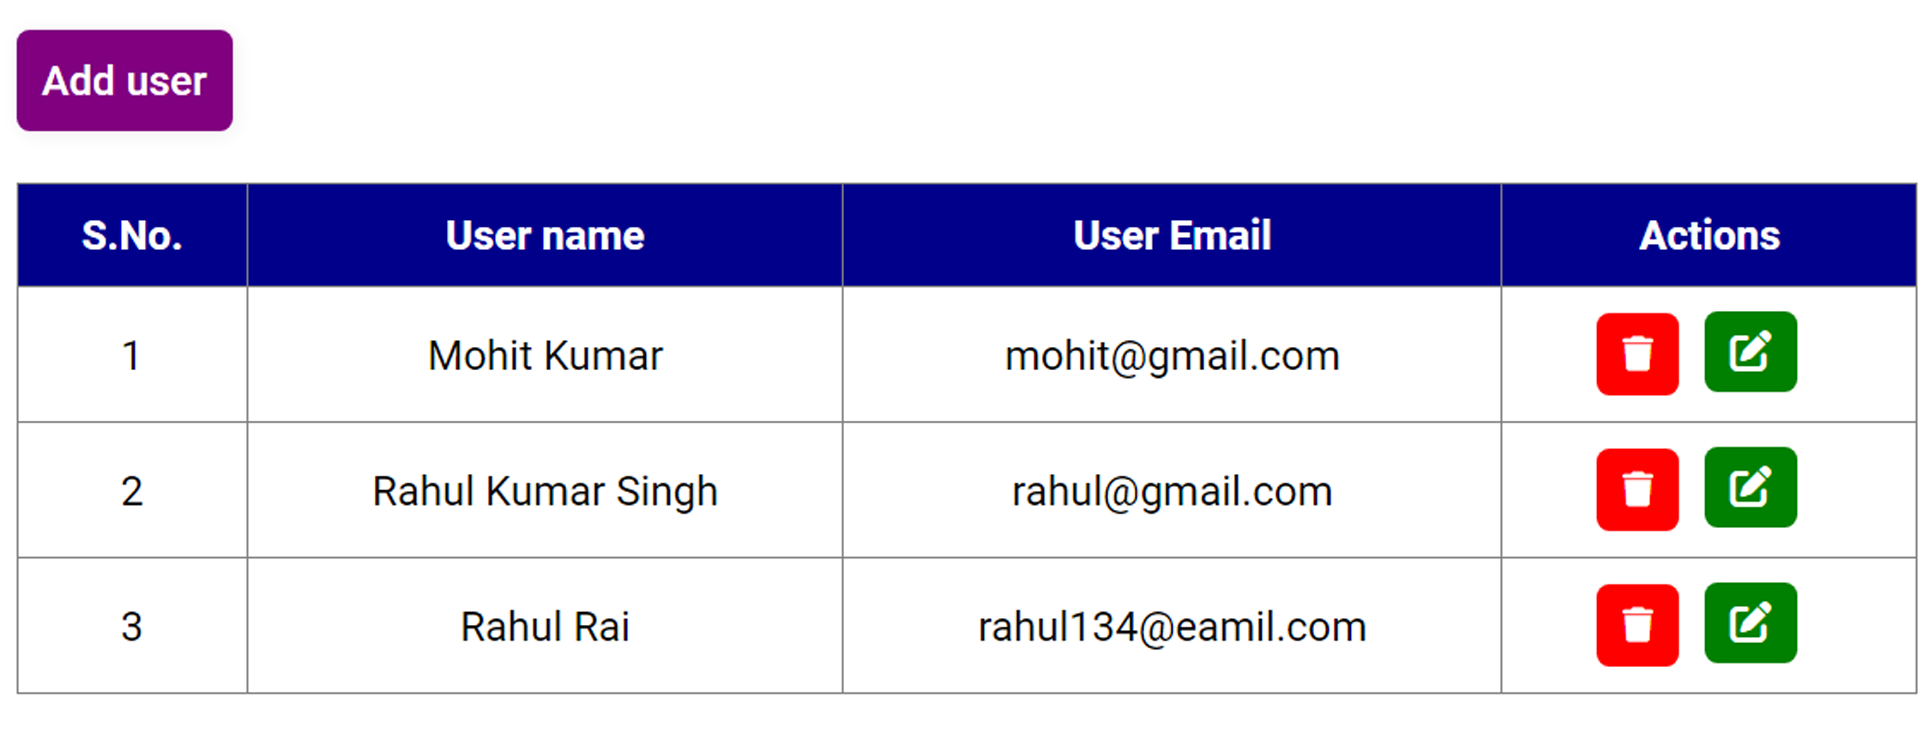 Add user
S.No. User name User Email Actions
1 Mohit Kumar mohit@gmail.com
2 Rahul Kumar Singh rahul@gmail.com
3 Rahul Rai rahul134@eamil.com